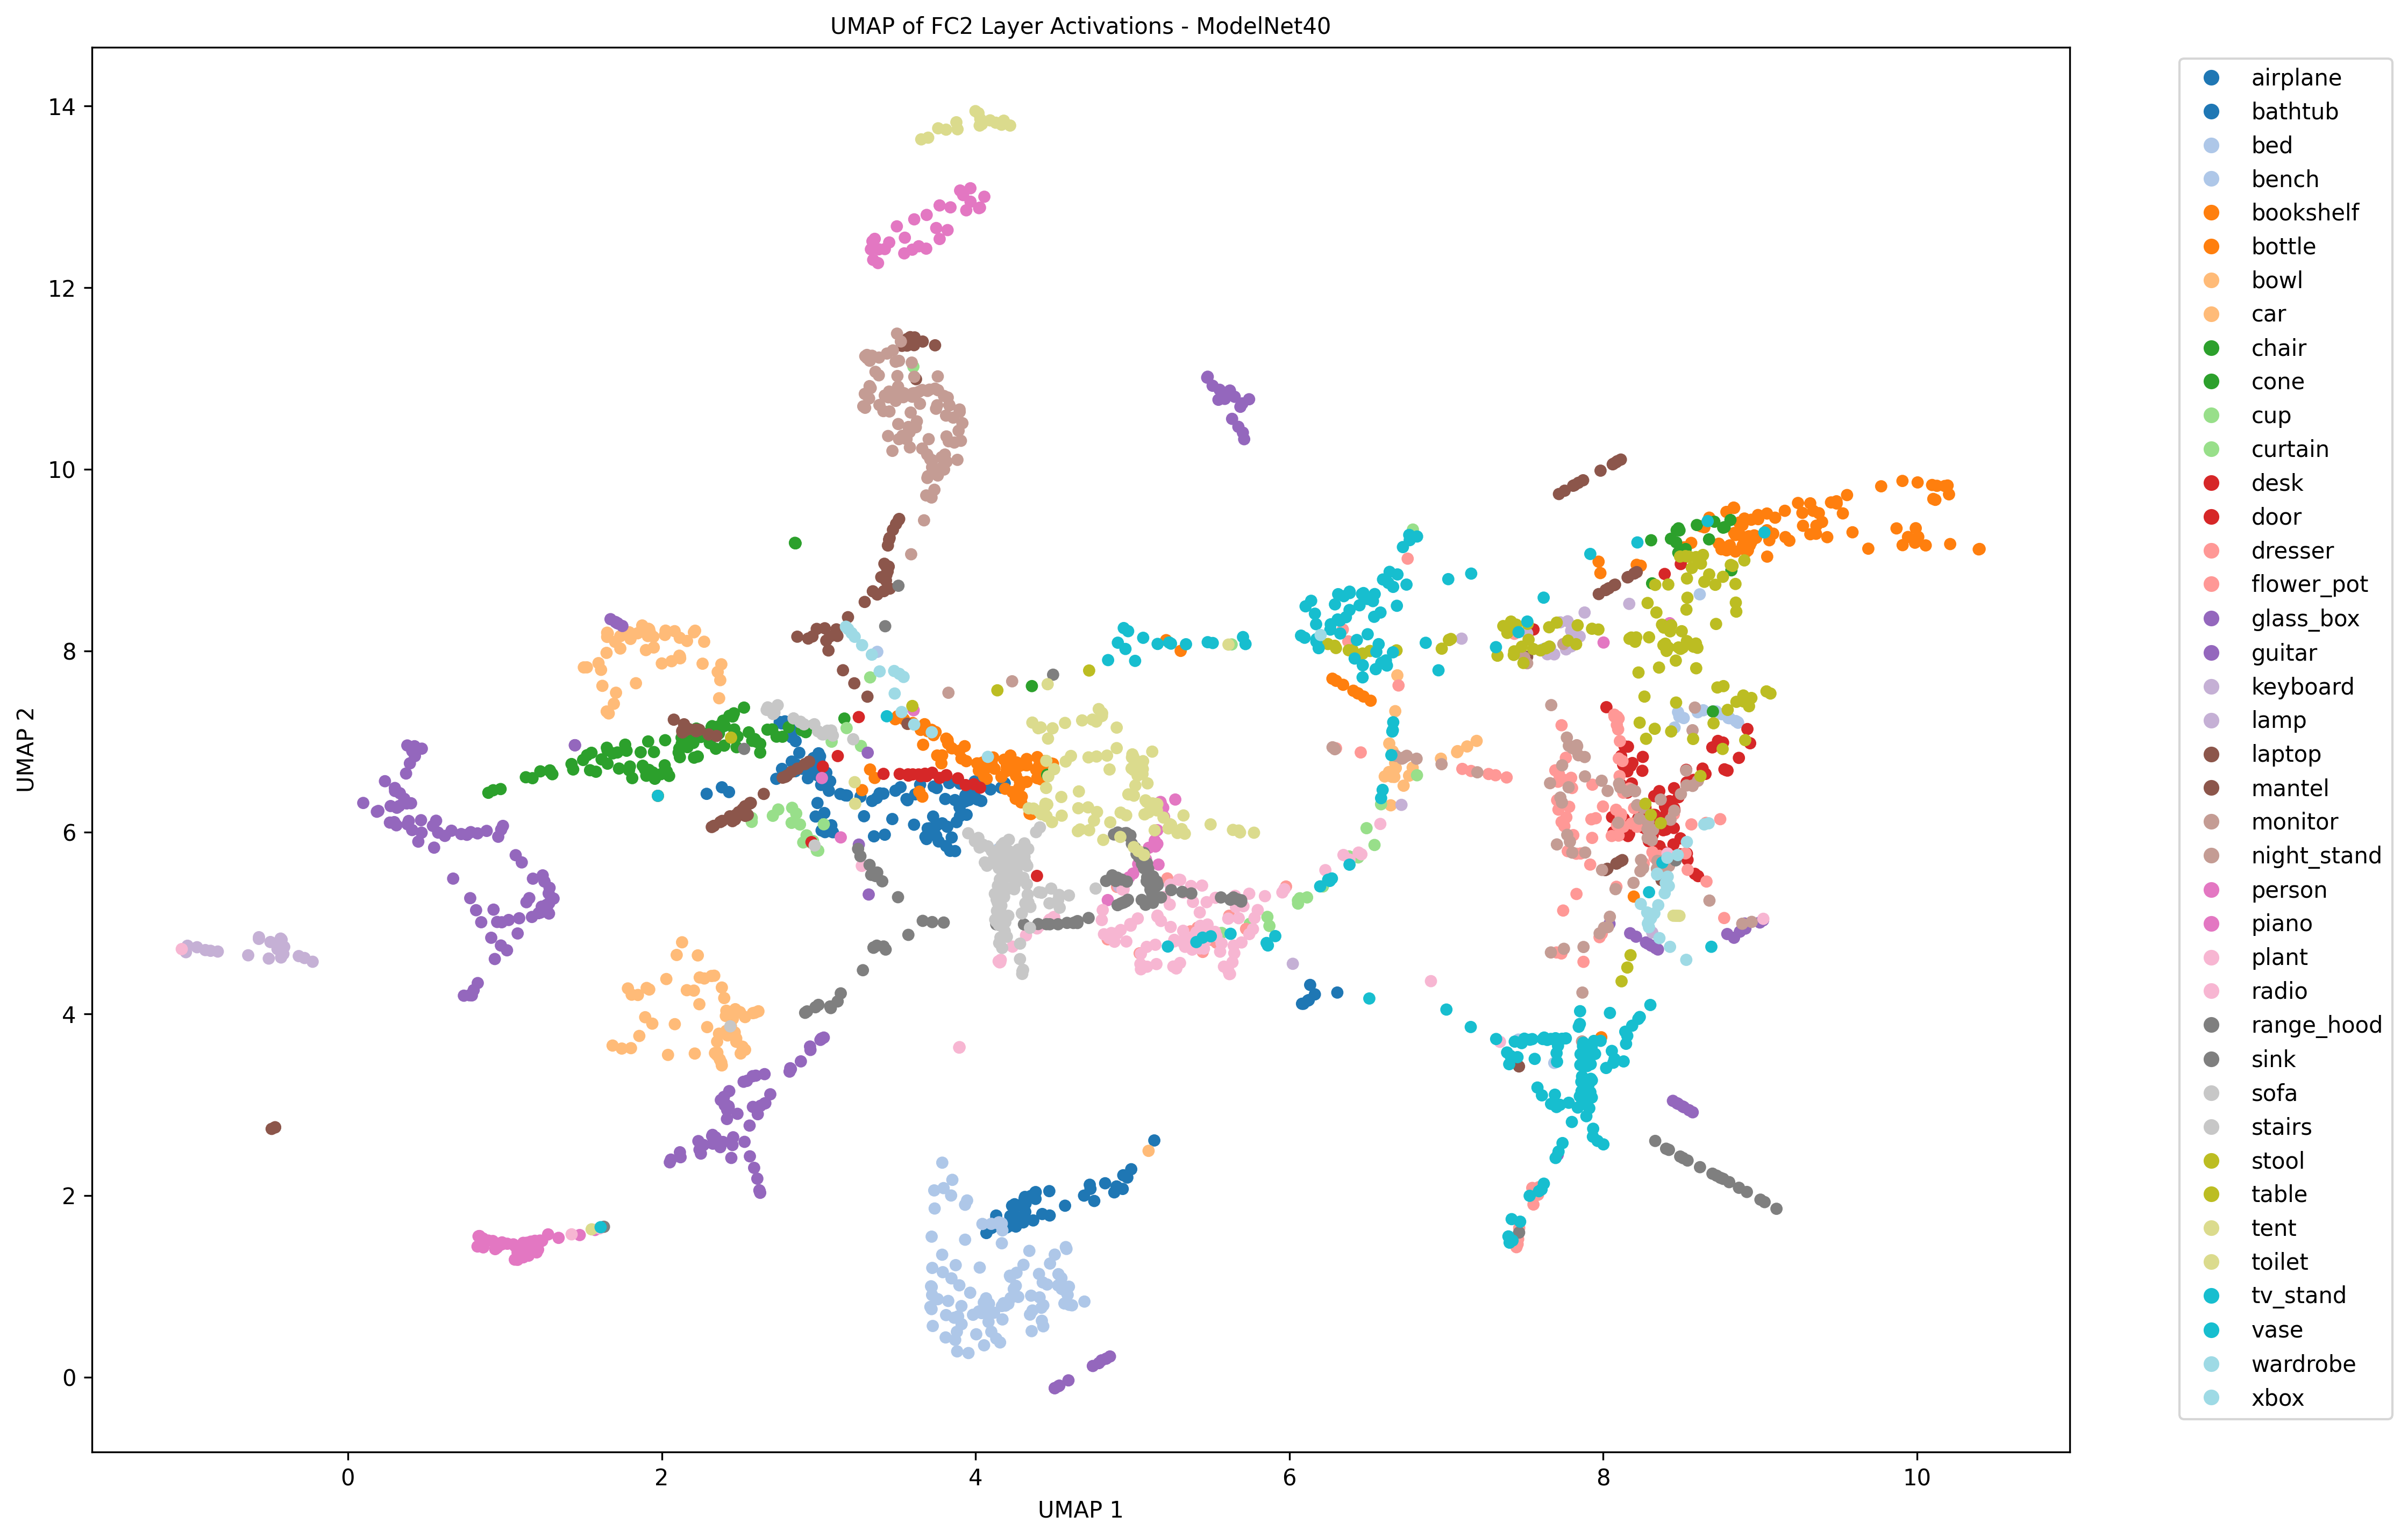 UMAP of FC2 Layer Activations - ModelNet40
14
12
10
8
6
4
2
0
UMAP 2
0 2 4 6 8 10
UMAP 1
airplane
bathtub
bed
bench
bookshelf
bottle
bowl
car
chair
cone
cup
curtain
desk
door
dresser
flower_pot
glass_box
guitar
keyboard
lamp
laptop
mantel
monitor
night_stand
person
piano
plant
radio
range_hood
sink
sofa
stairs
stool
table
tent
toilet
tv_stand
vase
wardrobe
xbox